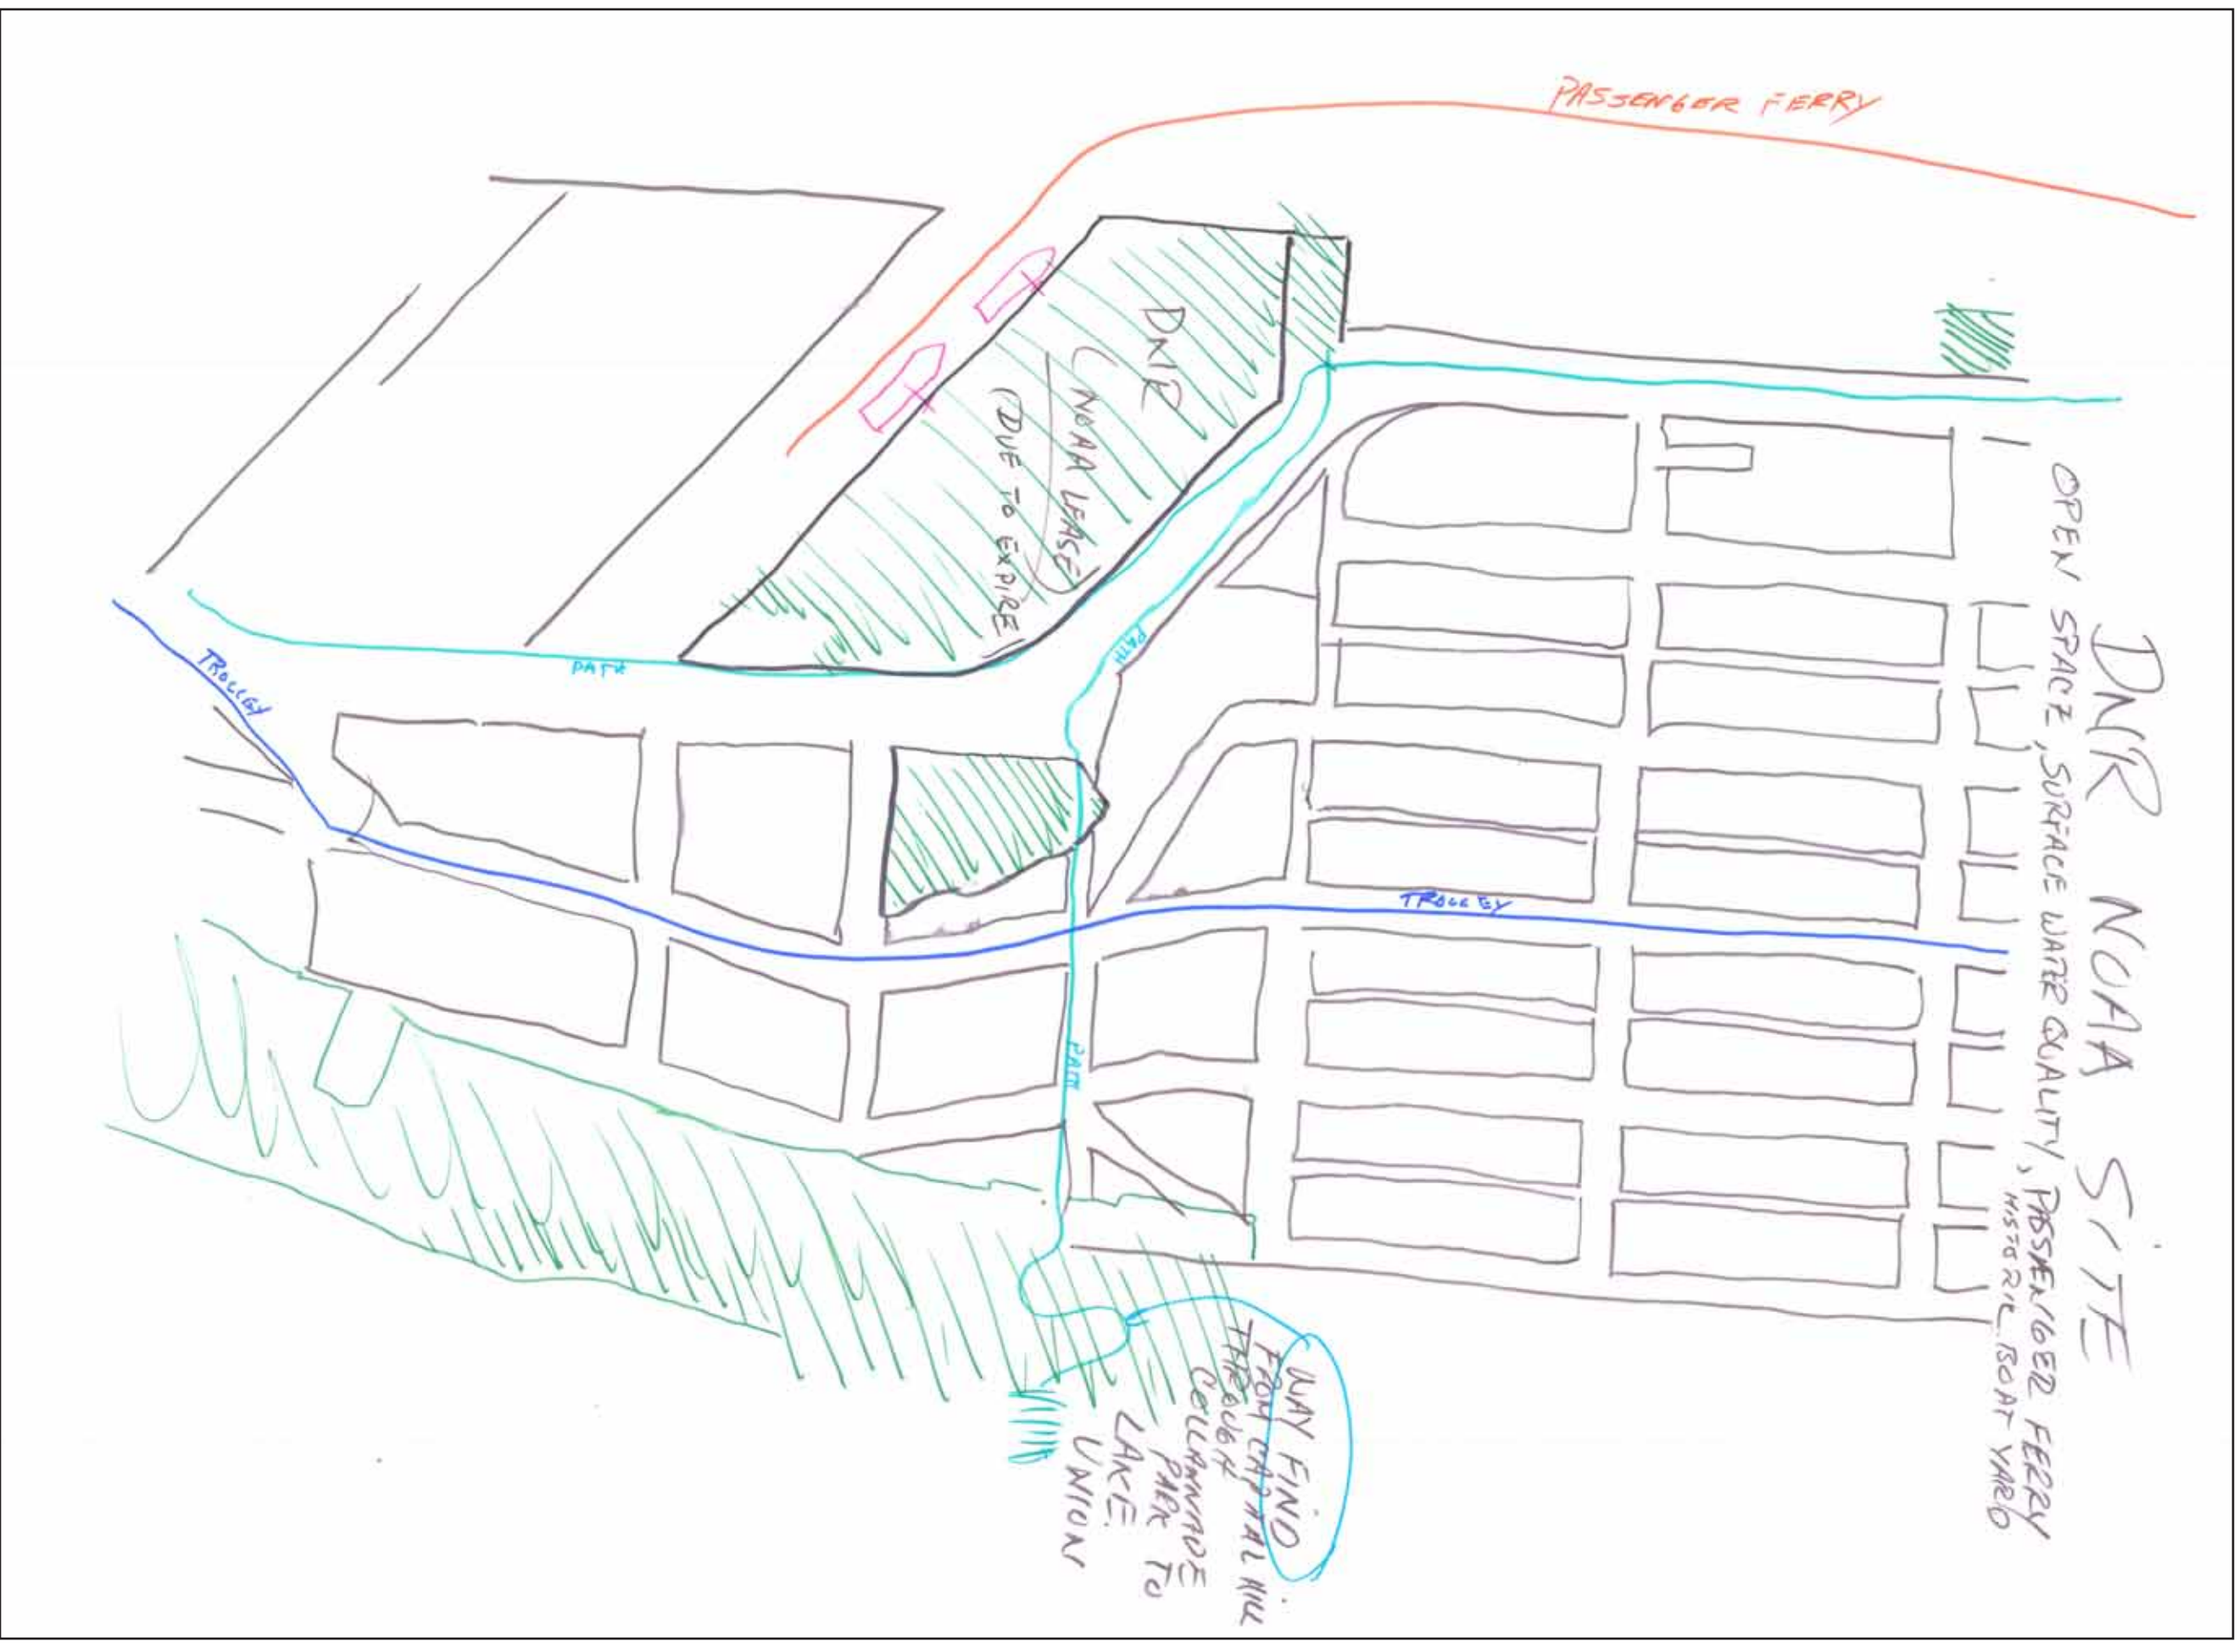 PASSENGER FERRY
DNR NOAA SITE
OPEN SPACE, SURFACE WATER QUALITY, PASSENGER FERRY
HISTORIC BOAT YARD
DNR
(NOAA LEASE)
(DUE TO EXPIRE)
PATH
PATH
TROLLEY
TROLLEY
PATH
WAY FIND
FROM CAPITAL HILL
THROUGH
COLLANNADE
PARK TO
LAKE
UNION